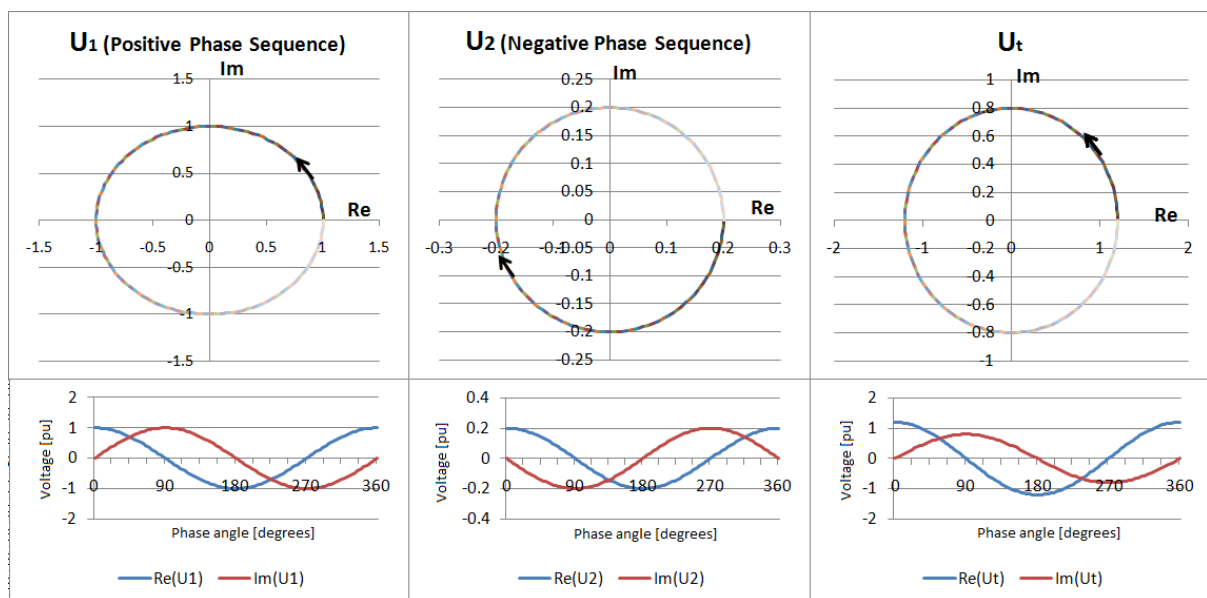 U1 (Positive Phase Sequence)
Im
1.5
1
0.5
0
-0.5
-1
-1.5
-1.5 -1 -0.5 0 0.5 1 1.5
Re
U2 (Negative Phase Sequence)
Im
0.25
0.2
0.15
0.1
0.05
0
-0.05
-0.1
-0.15
-0.2
-0.25
-0.3 -0.2 -0.1 0 0.1 0.2 0.3
Re
Ut
Im
1
0.8
0.6
0.4
0.2
0
-0.2
-0.4
-0.6
-0.8
-1
-2 -1 0 1 2
Re
Voltage [pu]
2
1
0
-1
-2
0 90 180 270 360
Phase angle [degrees]
Re(U1) Im(U1)
Voltage [pu]
0.4
0.2
0
-0.2
-0.4
0 90 180 270 360
Phase angle [degrees]
Re(U2) Im(U2)
Voltage [pu]
2
1
0
-1
-2
0 90 180 270 360
Phase angle [degrees]
Re(Ut) Im(Ut)